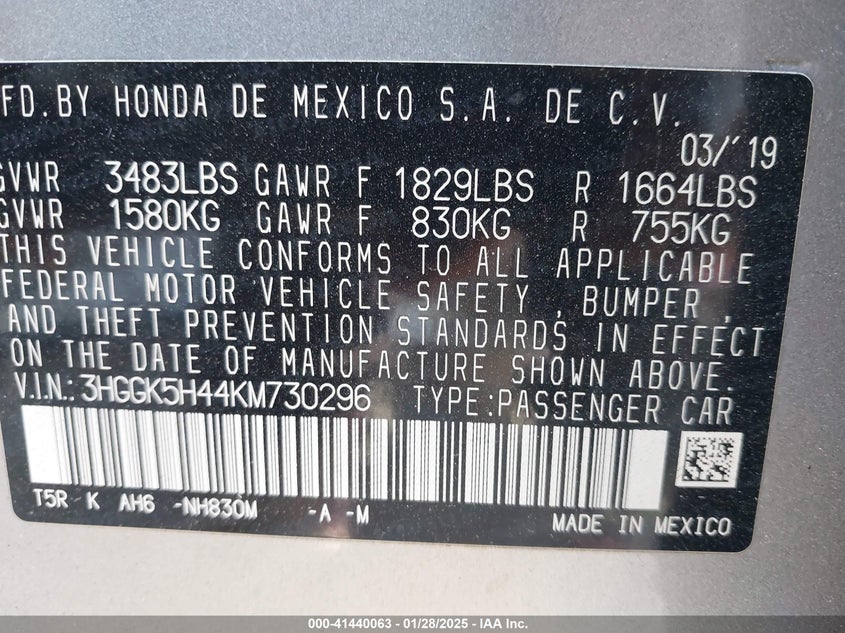 MFD.BY HONDA DE MEXICO S.A. DE C.V.
03/'19
GVWR 3483LBS GAWR F 1829LBS R 1664LBS
GVWR 1580KG GAWR F 830KG R 755KG
THIS VEHICLE CONFORMS TO ALL APPLICABLE
FEDERAL MOTOR VEHICLE SAFETY , BUMPER ,
AND THEFT PREVENTION STANDARDS IN EFFECT
ON THE DATE OF MANUFACTURE SHOWN ABOVE.
V.I.N.:3HGGK5H44KM730296 TYPE:PASSENGER CAR
T5R K AH6 -NH830M -A -M
MADE IN MEXICO
000-41440063 | 01/28/2025 | IAA Inc.